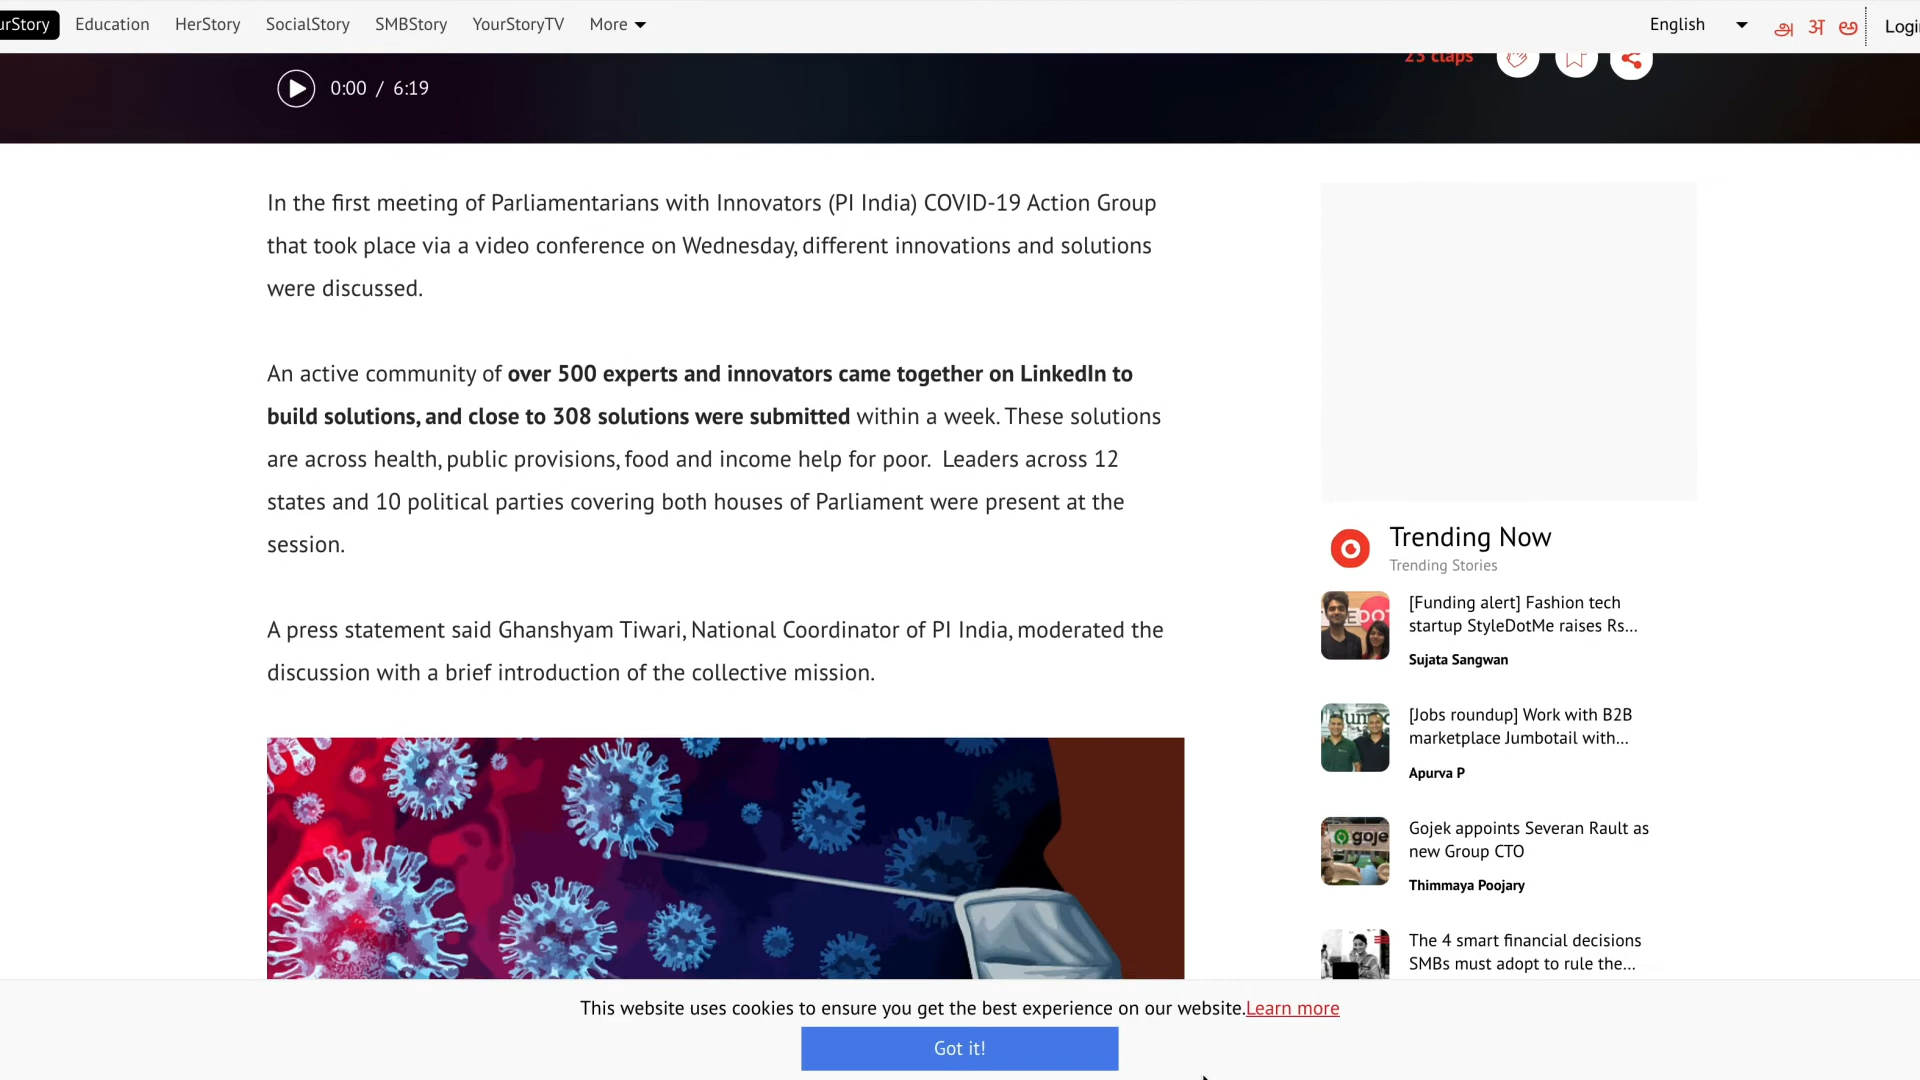 urStory Education HerStory SocialStory SMBStory YourStoryTV More English அ अ ಅ Logi
23 claps
0:00 / 6:19
In the first meeting of Parliamentarians with Innovators (PI India) COVID-19 Action Group
that took place via a video conference on Wednesday, different innovations and solutions
were discussed.
An active community of over 500 experts and innovators came together on LinkedIn to
build solutions, and close to 308 solutions were submitted within a week. These solutions
are across health, public provisions, food and income help for poor. Leaders across 12
states and 10 political parties covering both houses of Parliament were present at the
session.
A press statement said Ghanshyam Tiwari, National Coordinator of PI India, moderated the
discussion with a brief introduction of the collective mission.
Trending Now
Trending Stories
[Funding alert] Fashion tech
startup StyleDotMe raises Rs...
Sujata Sangwan
[Jobs roundup] Work with B2B
marketplace Jumbotail with...
Apurva P
goje
Gojek appoints Severan Rault as
new Group CTO
Thimmaya Poojary
The 4 smart financial decisions
SMBs must adopt to rule the...
This website uses cookies to ensure you get the best experience on our website.Learn more
Got it!